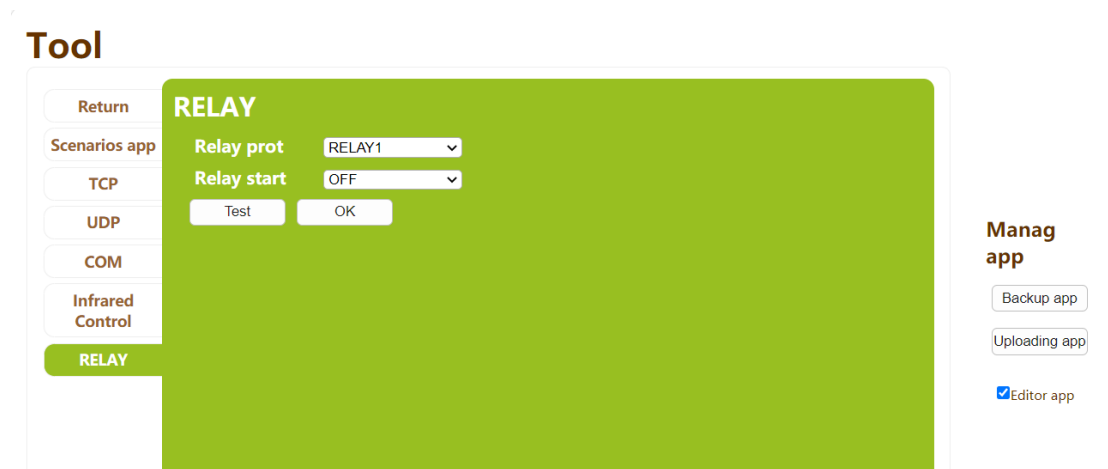 Tool
Return
Scenarios app
TCP
UDP
COM
Infrared
Control
RELAY
RELAY
Relay prot RELAY1
Relay start OFF
Test OK
Manag
app
Backup app
Uploading app
Editor app